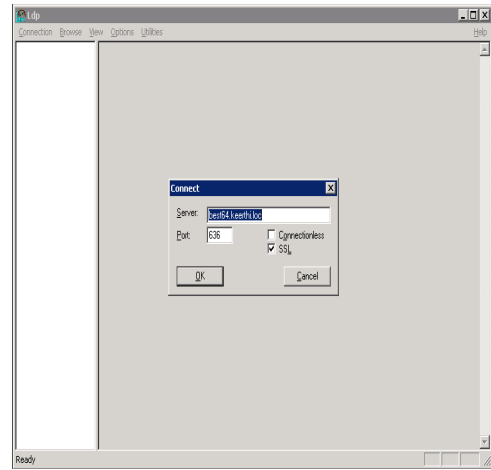 Ldp
Connection Browse View Options Utilities Help
Connect
Server: best64.keerthi.loc
Port: 636 Connectionless
SSL
OK Cancel
Ready